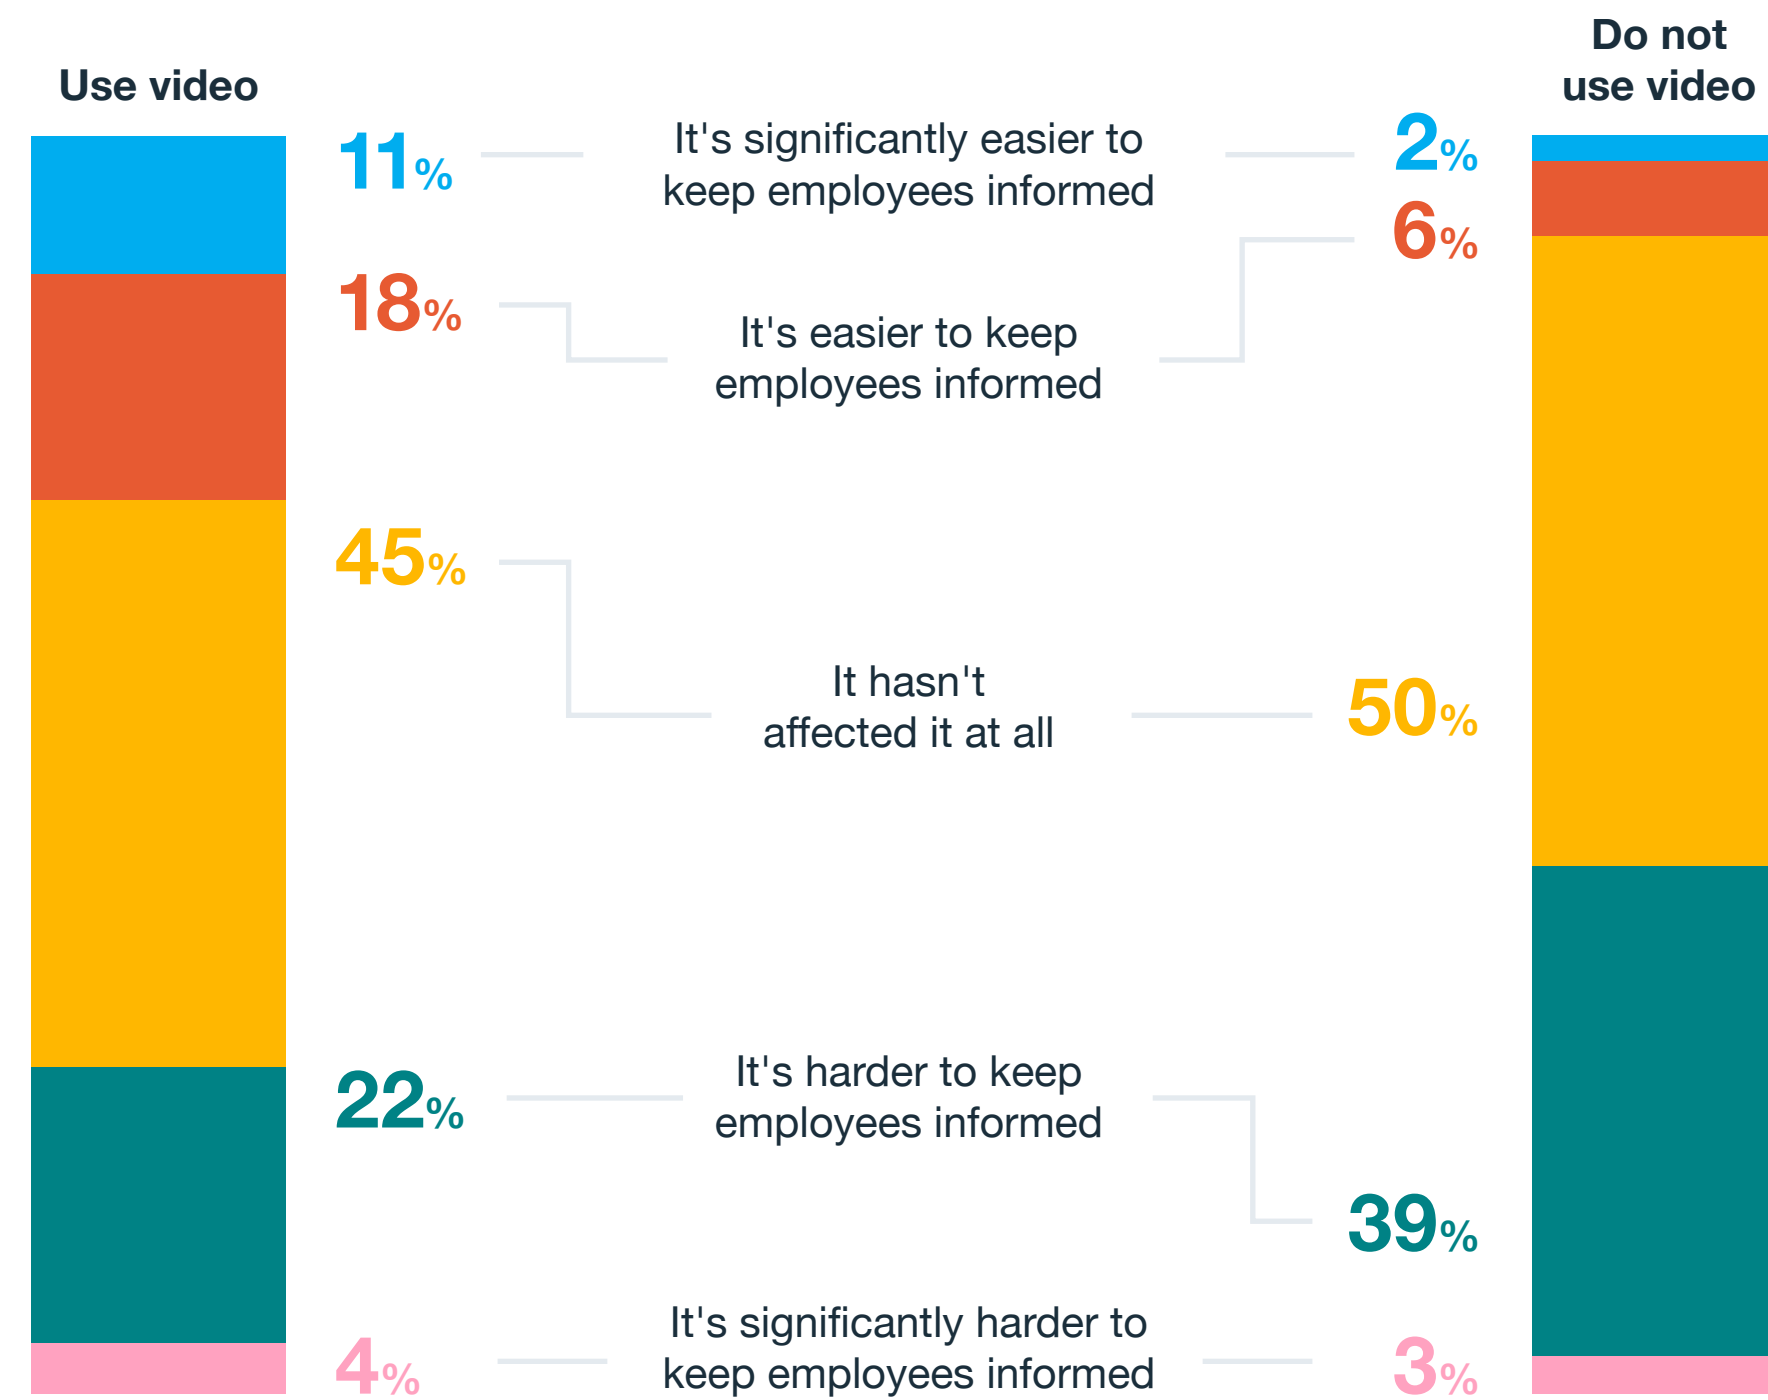 Use video
Do not
use video
11%
It's significantly easier to
keep employees informed
2%
18%
It's easier to keep
employees informed
6%
45%
It hasn't
affected it at all
50%
22%
It's harder to keep
employees informed
39%
4%
It's significantly harder to
keep employees informed
3%